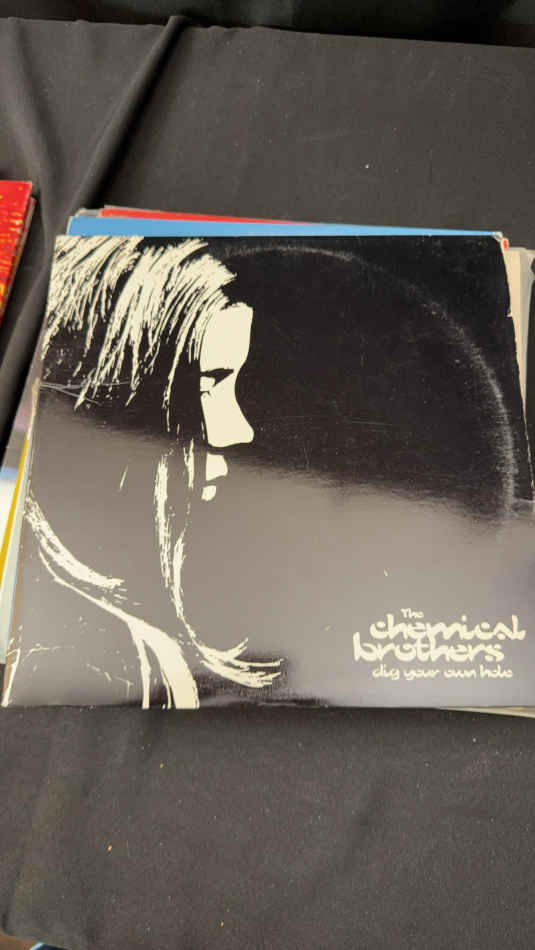 The
chemical
brothers
dig your own hole